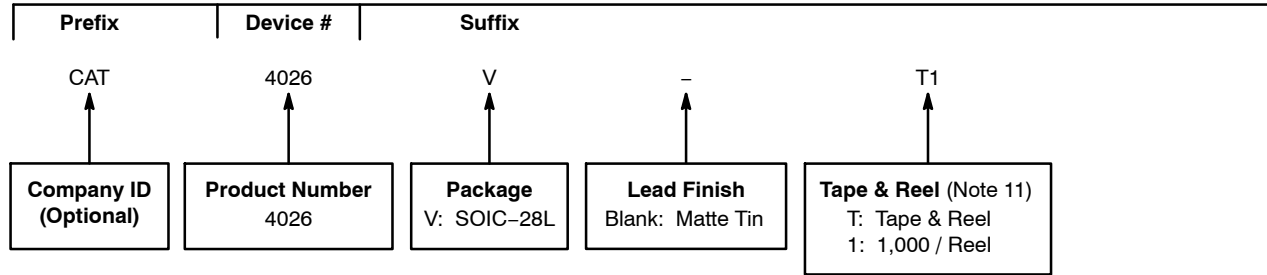 Prefix Device # Suffix
CAT 4026 V – T1
Company ID
(Optional)
Product Number
4026
Package
V: SOIC–28L
Lead Finish
Blank: Matte Tin
Tape & Reel (Note 11)
T: Tape & Reel
1: 1,000 / Reel